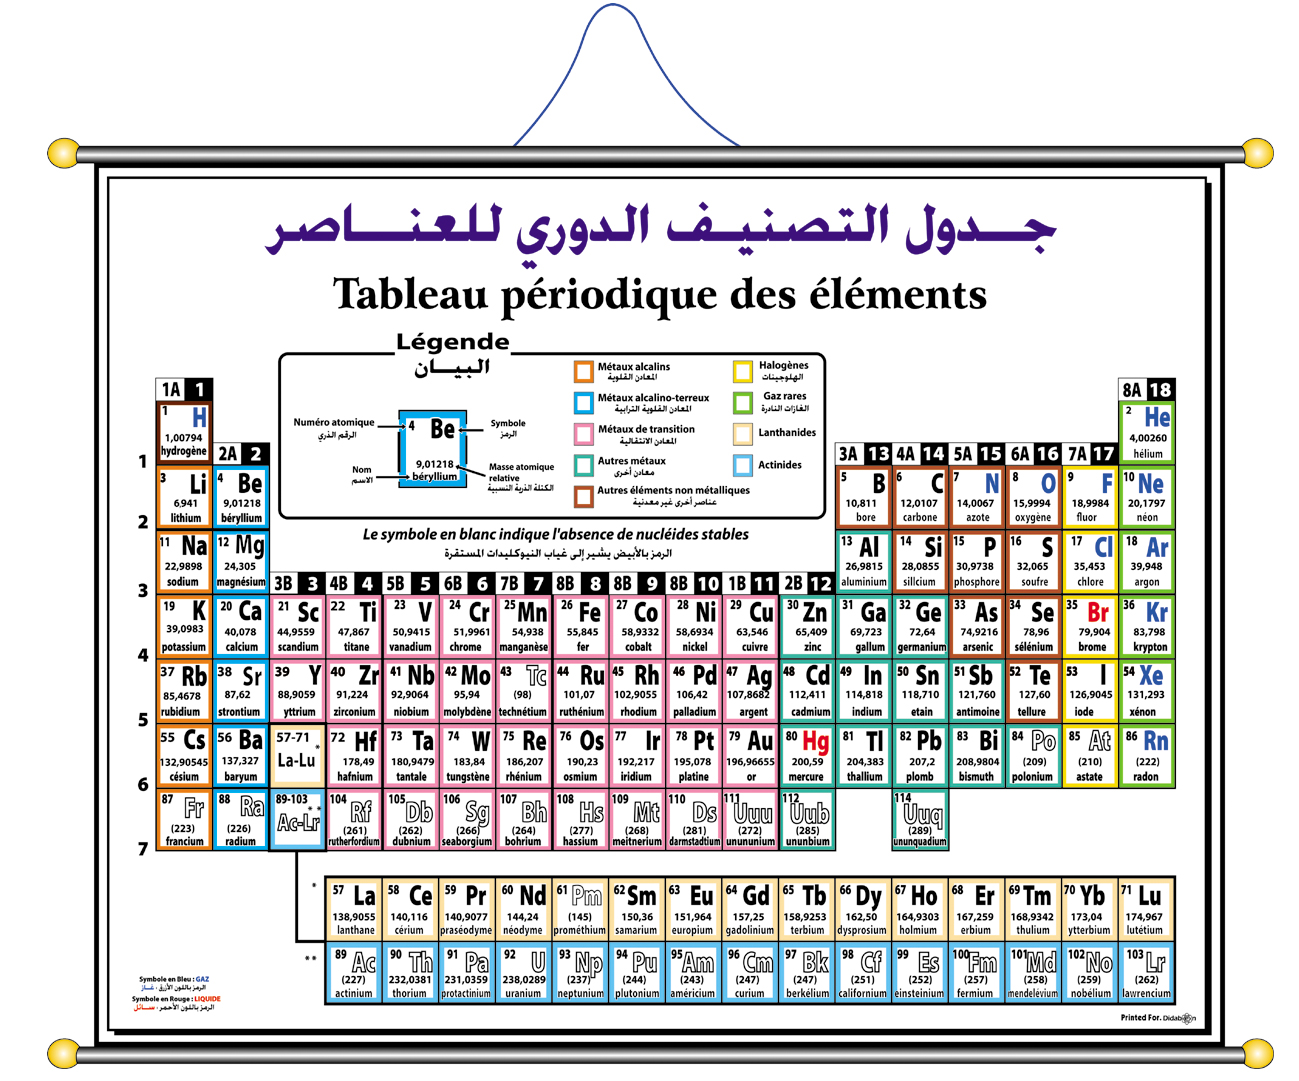 جدول التصنيف الدوري للعناصر
Tableau périodique des éléments
Légende
البيان
Numéro atomique
الرقم الذري
Nom
الاسم
4 Be
9,01218
béryllium
Symbole
الرمز
Masse atomique
relative
الكتلة الذرية النسبية
Métaux alcalins
المعادن القلوية
Métaux alcalino-terreux
المعادن القلوية الترابية
Métaux de transition
المعادن الانتقالية
Autres métaux
معادن أخرى
Autres éléments non métalliques
عناصر أخرى غير معدنية
Halogènes
الهلوجينات
Gaz rares
الغازات النادرة
Lanthanides
Actinides
Le symbole en blanc indique l'absence de nucléides stables
الرمز بالأبيض يشير إلى غياب النيوكليدات المستقرة
1A 1 8A 18
1 H 2 He
1,00794 4,00260
hydrogène hélium
1
2A 2 3A 13 4A 14 5A 15 6A 16 7A 17
3 Li 4 Be 5 B 6 C 7 N 8 O 9 F 10 Ne
6,941 9,01218 10,811 12,0107 14,0067 15,9994 18,9984 20,1797
lithium béryllium bore carbone azote oxygène fluor néon
2
11 Na 12 Mg 13 Al 14 Si 15 P 16 S 17 Cl 18 Ar
22,9898 24,305 26,9815 28,0855 30,9738 32,065 35,453 39,948
sodium magnésium aluminium sillcium phosphore soufre chlore argon
3
3B 3 4B 4 5B 5 6B 6 7B 7 8B 8 8B 9 8B 10 1B 11 2B 12
19 K 20 Ca 21 Sc 22 Ti 23 V 24 Cr 25 Mn 26 Fe 27 Co 28 Ni 29 Cu 30 Zn 31 Ga 32 Ge 33 As 34 Se 35 Br 36 Kr
39,0983 40,078 44,9559 47,867 50,9415 51,9961 54,938 55,845 58,9332 58,6934 63,546 65,409 69,723 72,64 74,9216 78,96 79,904 83,798
potassium calcium scandium titane vanadium chrome manganèse fer cobalt nickel cuivre zinc gallum germanium arsenic sélénium brome krypton
4
37 Rb 38 Sr 39 Y 40 Zr 41 Nb 42 Mo 43 Tc 44 Ru 45 Rh 46 Pd 47 Ag 48 Cd 49 In 50 Sn 51 Sb 52 Te 53 I 54 Xe
85,4678 87,62 88,9059 91,224 92,9064 95,94 (98) 101,07 102,9055 106,42 107,8682 112,411 114,818 118,710 121,760 127,60 126,9045 131,293
rubidium strontium yttrium zirconium niobium molybdène technétium ruthénium rhodium palladium argent cadmium indium etain antimoine tellure iode xénon
5
55 Cs 56 Ba 57-71 La-Lu * 72 Hf 73 Ta 74 W 75 Re 76 Os 77 Ir 78 Pt 79 Au 80 Hg 81 Tl 82 Pb 83 Bi 84 Po 85 At 86 Rn
132,90545 137,327 178,49 180,9479 183,84 186,207 190,23 192,217 195,078 196,96655 200,59 204,383 207,2 208,9804 (209) (210) (222)
césium baryum hafnium tantale tungstène rhénium osmium iridium platine or mercure thallium plomb bismuth polonium astate radon
6
87 Fr 88 Ra 89-103 Ac-Lr ** 104 Rf 105 Db 106 Sg 107 Bh 108 Hs 109 Mt 110 Ds 111 Uuu 112 Uub 114 Uuq
(223) (226) (261) (262) (266) (264) (277) (268) (281) (272) (285) (289)
francium radium rutherfordium dubnium seaborgium bohrium hassium meitnerium darmstadtium unununium ununbium ununquadium
7
* 57 La 58 Ce 59 Pr 60 Nd 61 Pm 62 Sm 63 Eu 64 Gd 65 Tb 66 Dy 67 Ho 68 Er 69 Tm 70 Yb 71 Lu
138,9055 140,116 140,9077 144,24 (145) 150,36 151,964 157,25 158,9253 162,50 164,9303 167,259 168,9342 173,04 174,967
lanthane cérium praséodyme néodyme prométhium samarium europium gadolinium terbium dysprosium holmium erbium thulium ytterbium lutétium
** 89 Ac 90 Th 91 Pa 92 U 93 Np 94 Pu 95 Am 96 Cm 97 Bk 98 Cf 99 Es 100 Fm 101 Md 102 No 103 Lr
(227) 232,0381 231,0359 238,0289 (237) (244) (243) (247) (247) (251) (252) (257) (258) (259) (262)
actinium thorium protactinium uranium neptunium plutonium américium curium berkélium californium einsteinium fermium mendelévium nobélium lawrencium
Symbole en Bleu : GAZ
الرمز باللون الأزرق - غـاز
Symbole en Rouge : LIQUIDE
الرمز باللون الأحمر - سـائل
Printed For. Didabon